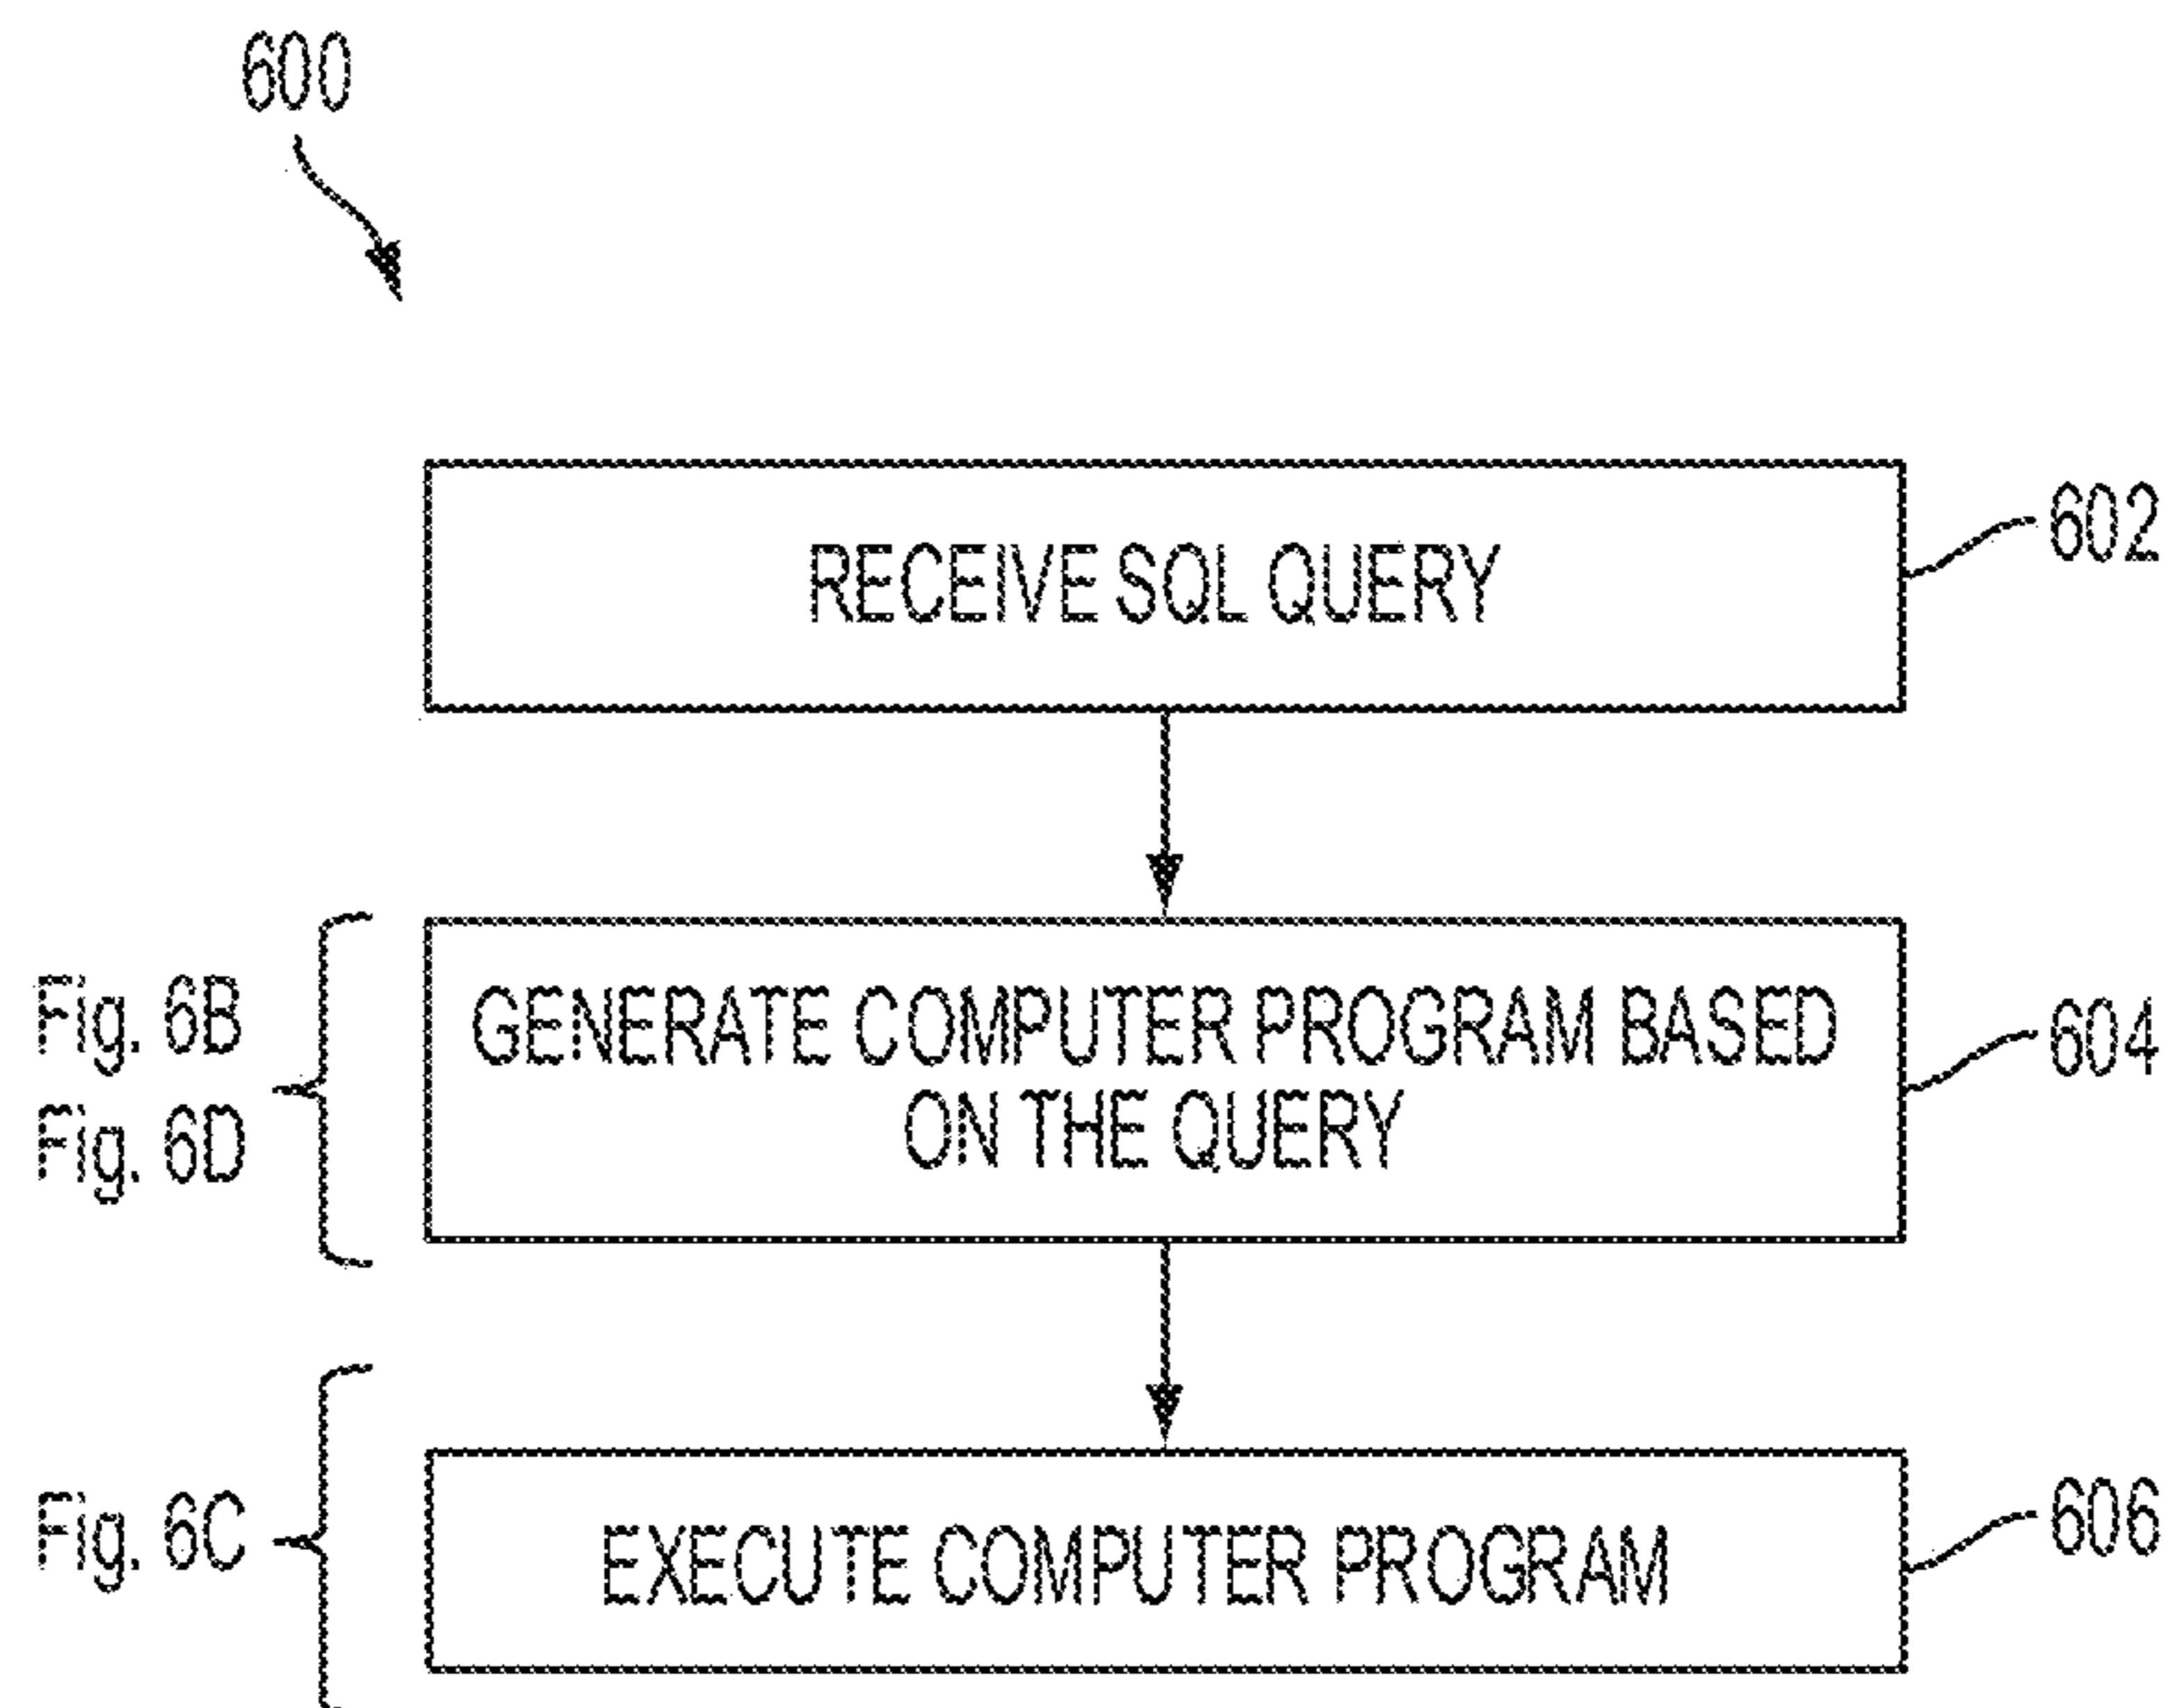 600
RECEIVE SQL QUERY
602
Fig. 6B
Fig. 6D
GENERATE COMPUTER PROGRAM BASED
ON THE QUERY
604
Fig. 6C
EXECUTE COMPUTER PROGRAM
606